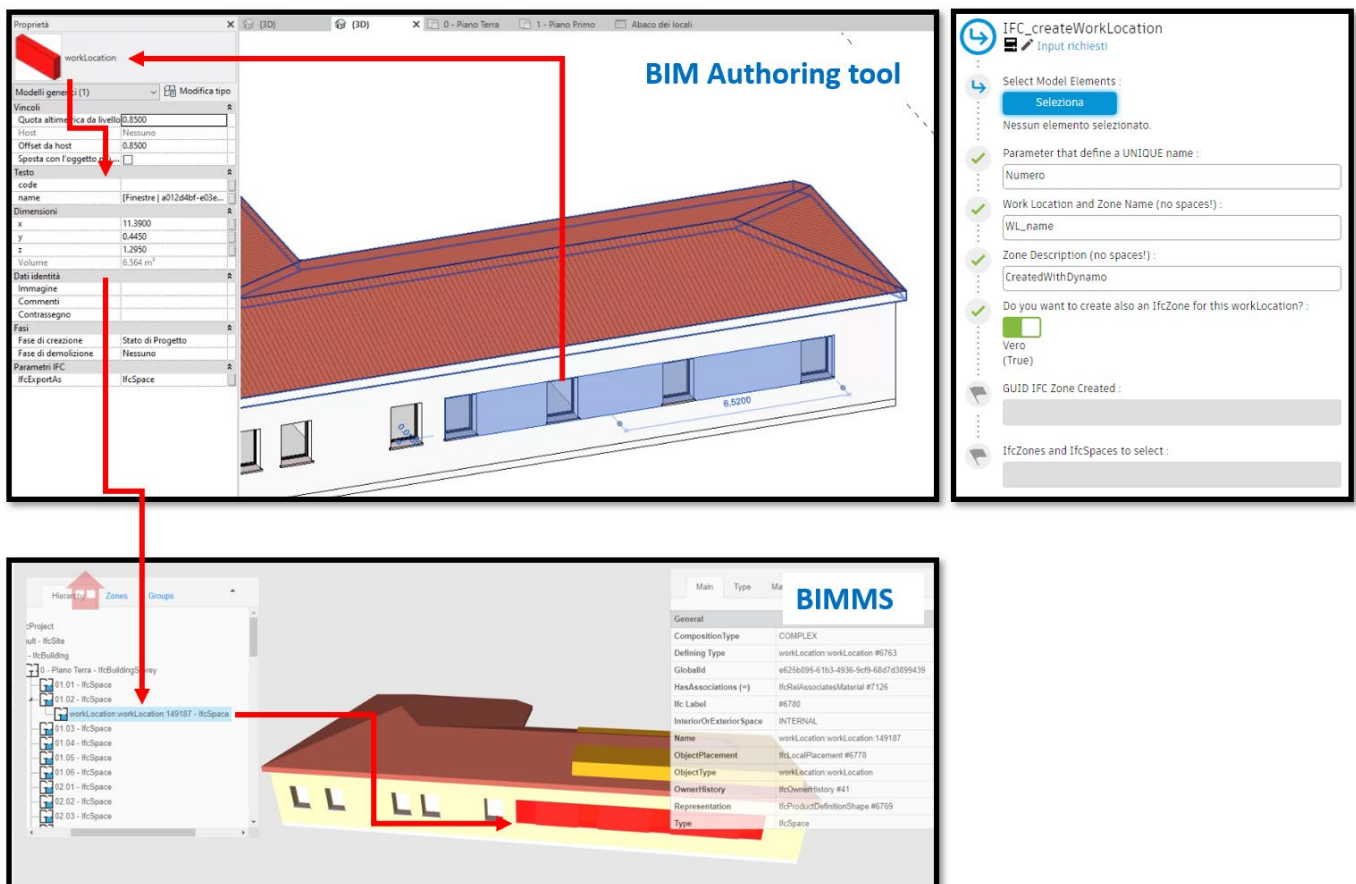 Proprietà
workLocation
Modelli generici (1)
Modifica tipo
Vincoli
Quota altimetrica da livello 0.8500
Host Nessuno
Offset da host 0.8500
Sposta con l'oggetto
Testo
code
name [Finestre | a012d4bf-e03e...
Dimensioni
x 11.3900
y 0.4450
z 1.2950
Volume 6.564 m³
Dati identità
Immagine
Commenti
Contrassegno
Fasi
Fase di creazione Stato di Progetto
Fase di demolizione Nessuno
Parametri IFC
IfcExportAs IfcSpace
{3D}
{3D}
0 - Piano Terra
1 - Piano Primo
Abaco dei locali
BIM Authoring tool
6.5200
IFC_createWorkLocation
Input richiesti
Select Model Elements :
Seleziona
Nessun elemento selezionato.
Parameter that define a UNIQUE name :
Numero
Work Location and Zone Name (no spaces!) :
WL_name
Zone Description (no spaces!) :
CreatedWithDynamo
Do you want to create also an IfcZone for this workLocation? :
Vero
(True)
GUID IFC Zone Created :
IfcZones and IfcSpaces to select :
Hierarchy Zones Groups
cProject
ult - IfcSite
- IfcBuilding
0 - Piano Terra - IfcBuildingStorey
01.01 - IfcSpace
01.02 - IfcSpace
workLocation:workLocation:149187 - IfcSpace
01.03 - IfcSpace
01.04 - IfcSpace
01.05 - IfcSpace
01.06 - IfcSpace
02.01 - IfcSpace
02.02 - IfcSpace
02.03 - IfcSpace
Main Type Ma
BIMMS
General
CompositionType COMPLEX
Defining Type workLocation:workLocation #6763
GlobalId e625b895-61b3-4936-9cf9-68d7d3899439
HasAssociations (∞) IfcRelAssociatesMaterial #7126
Ifc Label #6780
InteriorOrExteriorSpace INTERNAL
Name workLocation:workLocation:149187
ObjectPlacement IfcLocalPlacement #6778
ObjectType workLocation:workLocation
OwnerHistory IfcOwnerHistory #41
Representation IfcProductDefinitionShape #6769
Type IfcSpace